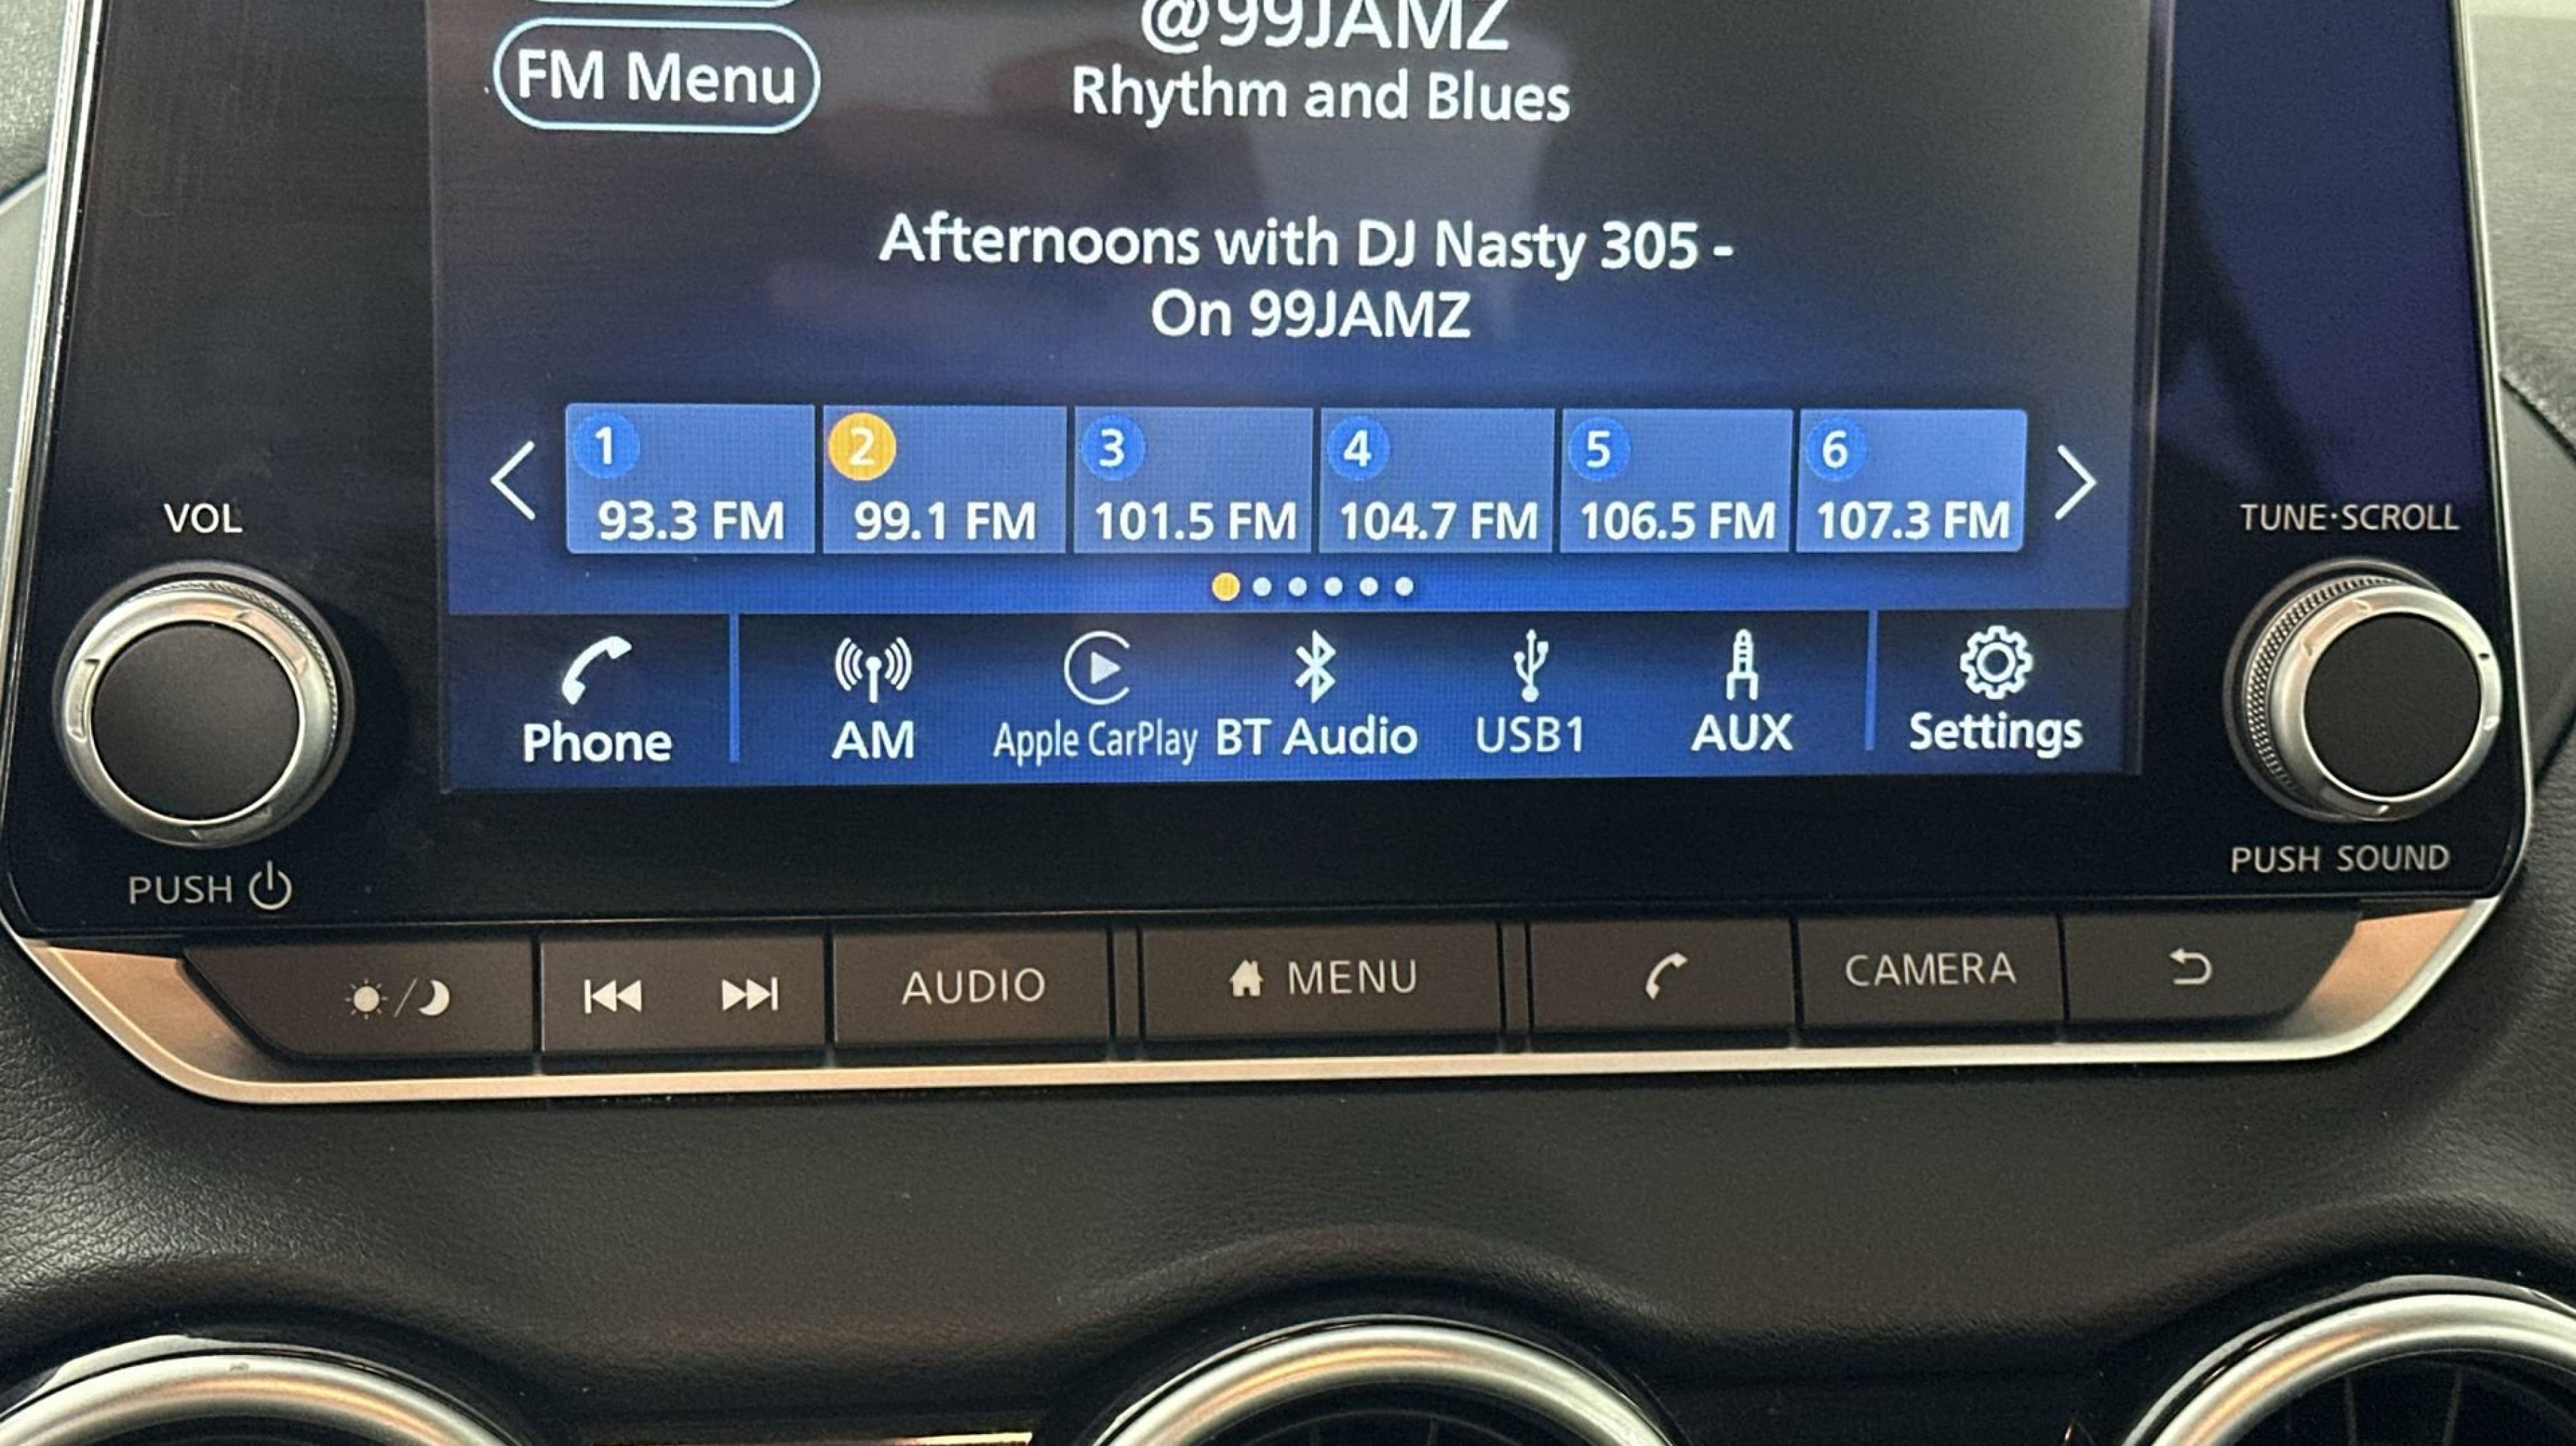 @99JAMZ
FM Menu
Rhythm and Blues
Afternoons with DJ Nasty 305 -
On 99JAMZ
1 2 3 4 5 6
93.3 FM 99.1 FM 101.5 FM 104.7 FM 106.5 FM 107.3 FM
VOL
TUNE·SCROLL
Phone AM Apple CarPlay BT Audio USB1 AUX Settings
PUSH
PUSH SOUND
AUDIO MENU CAMERA